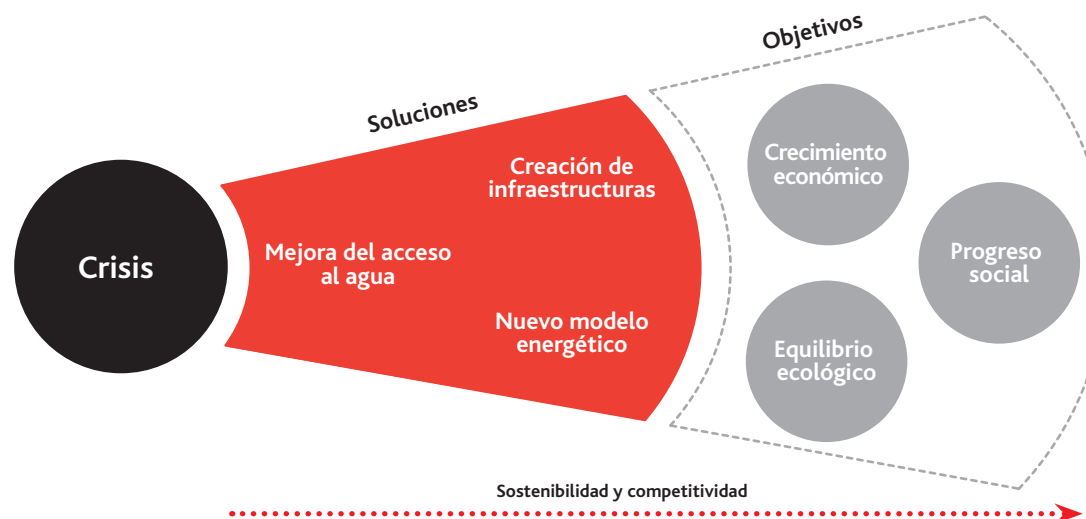 Objetivos
Soluciones
Crisis
Mejora del acceso
al agua
Creación de
infraestructuras
Nuevo modelo
energético
Crecimiento
económico
Progreso
social
Equilibrio
ecológico
Sostenibilidad y competitividad